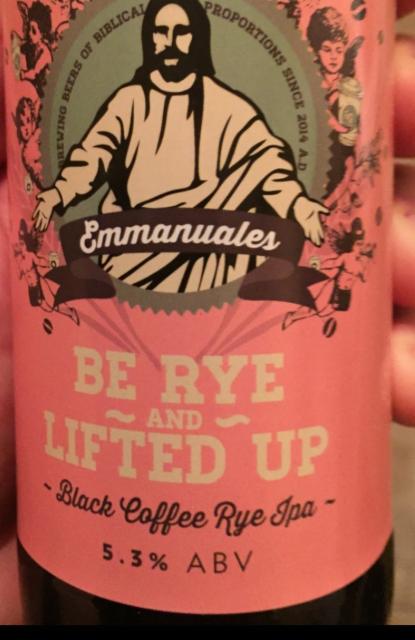 BREWING BEERS OF BIBLICAL PROPORTIONS SINCE 2014 A.D
Emmanuales
BE RYE
~ AND ~
LIFTED UP
~ Black Coffee Rye Ipa ~
5.3% ABV